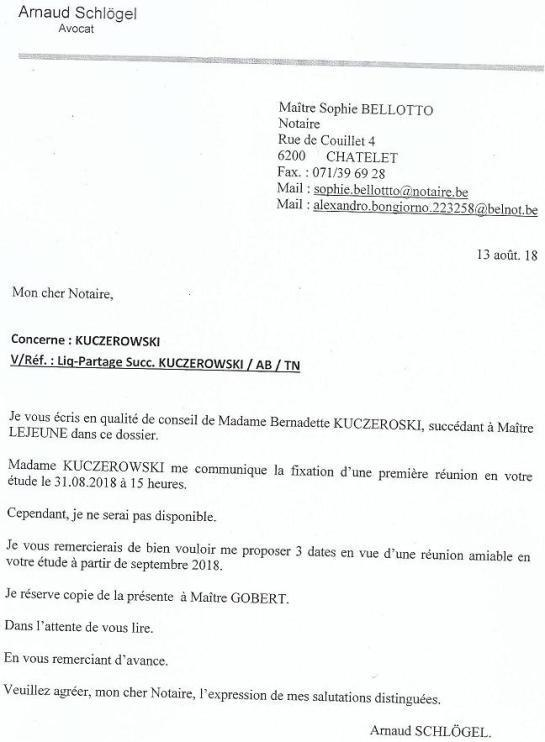 Arnaud Schlögel
Avocat
Maître Sophie BELLOTTO
Notaire
Rue de Couillet 4
6200 CHATELET
Fax. : 071/39 69 28
Mail : sophie.bellottto@notaire.be
Mail : alexandro.bongiorno.223258@belnot.be
13 août. 18
Mon cher Notaire,
Concerne : KUCZEROWSKI
V/Réf. : Liq-Partage Succ. KUCZEROWSKI / AB / TN
Je vous écris en qualité de conseil de Madame Bernadette KUCZEROSKI, succédant à Maître
LEJEUNE dans ce dossier.
Madame KUCZEROWSKI me communique la fixation d'une première réunion en votre
étude le 31.08.2018 à 15 heures.
Cependant, je ne serai pas disponible.
Je vous remercierais de bien vouloir me proposer 3 dates en vue d'une réunion amiable en
votre étude à partir de septembre 2018.
Je réserve copie de la présente à Maître GOBERT.
Dans l'attente de vous lire.
En vous remerciant d'avance.
Veuillez agréer, mon cher Notaire, l'expression de mes salutations distinguées.
Arnaud SCHLÖGEL.